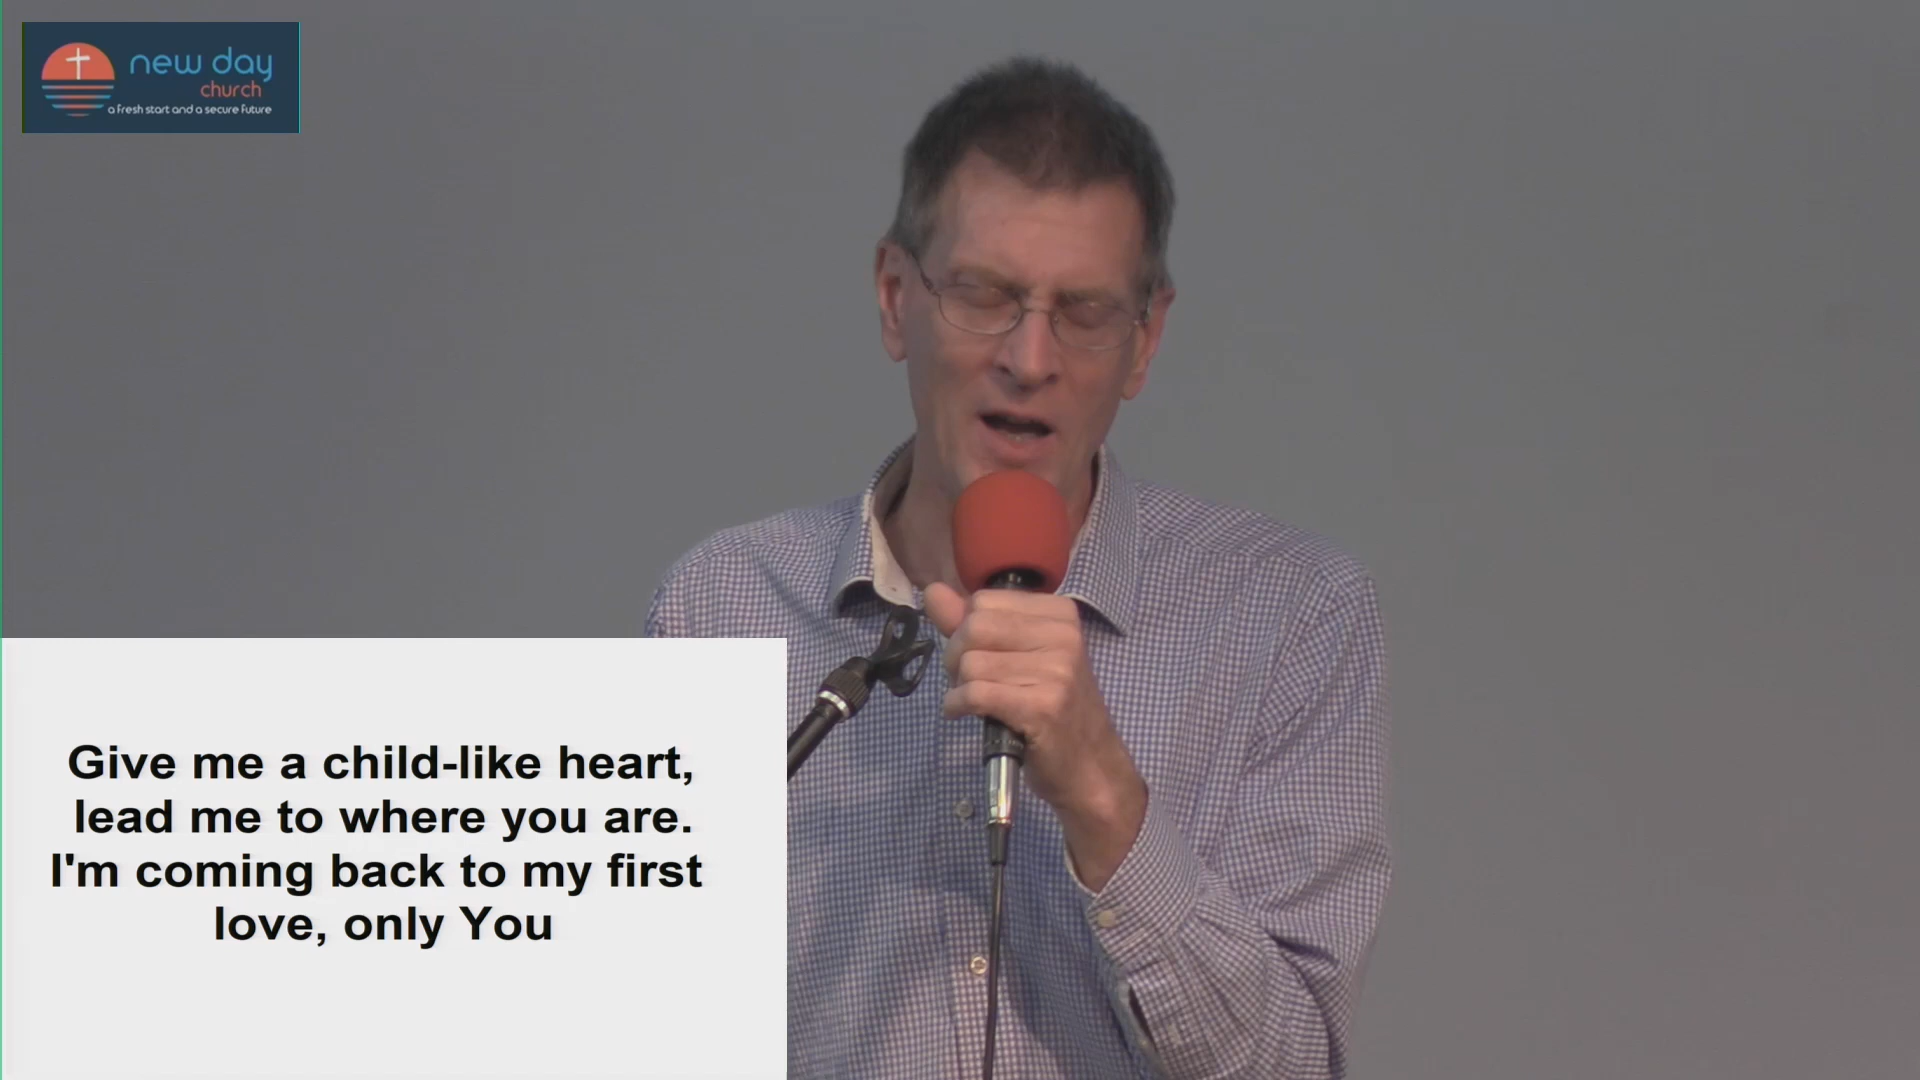 new day
church
a fresh start and a secure future
Give me a child-like heart,
lead me to where you are.
I'm coming back to my first
love, only You